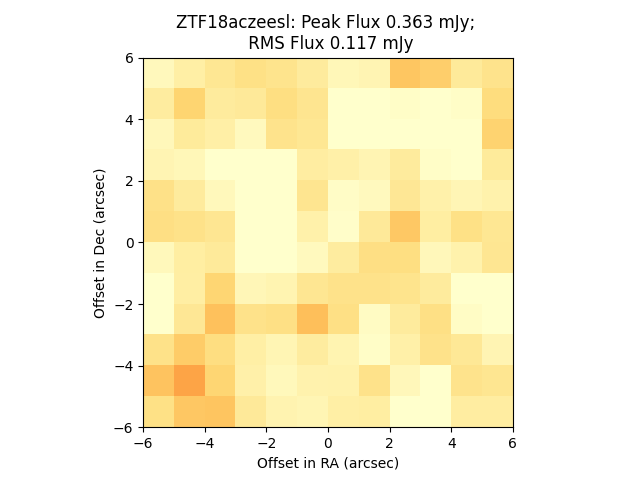 ZTF18aczeesl: Peak Flux 0.363 mJy;
RMS Flux 0.117 mJy
6
4
2
0
−2
−4
−6
Offset in Dec (arcsec)
−6 −4 −2 0 2 4 6
Offset in RA (arcsec)